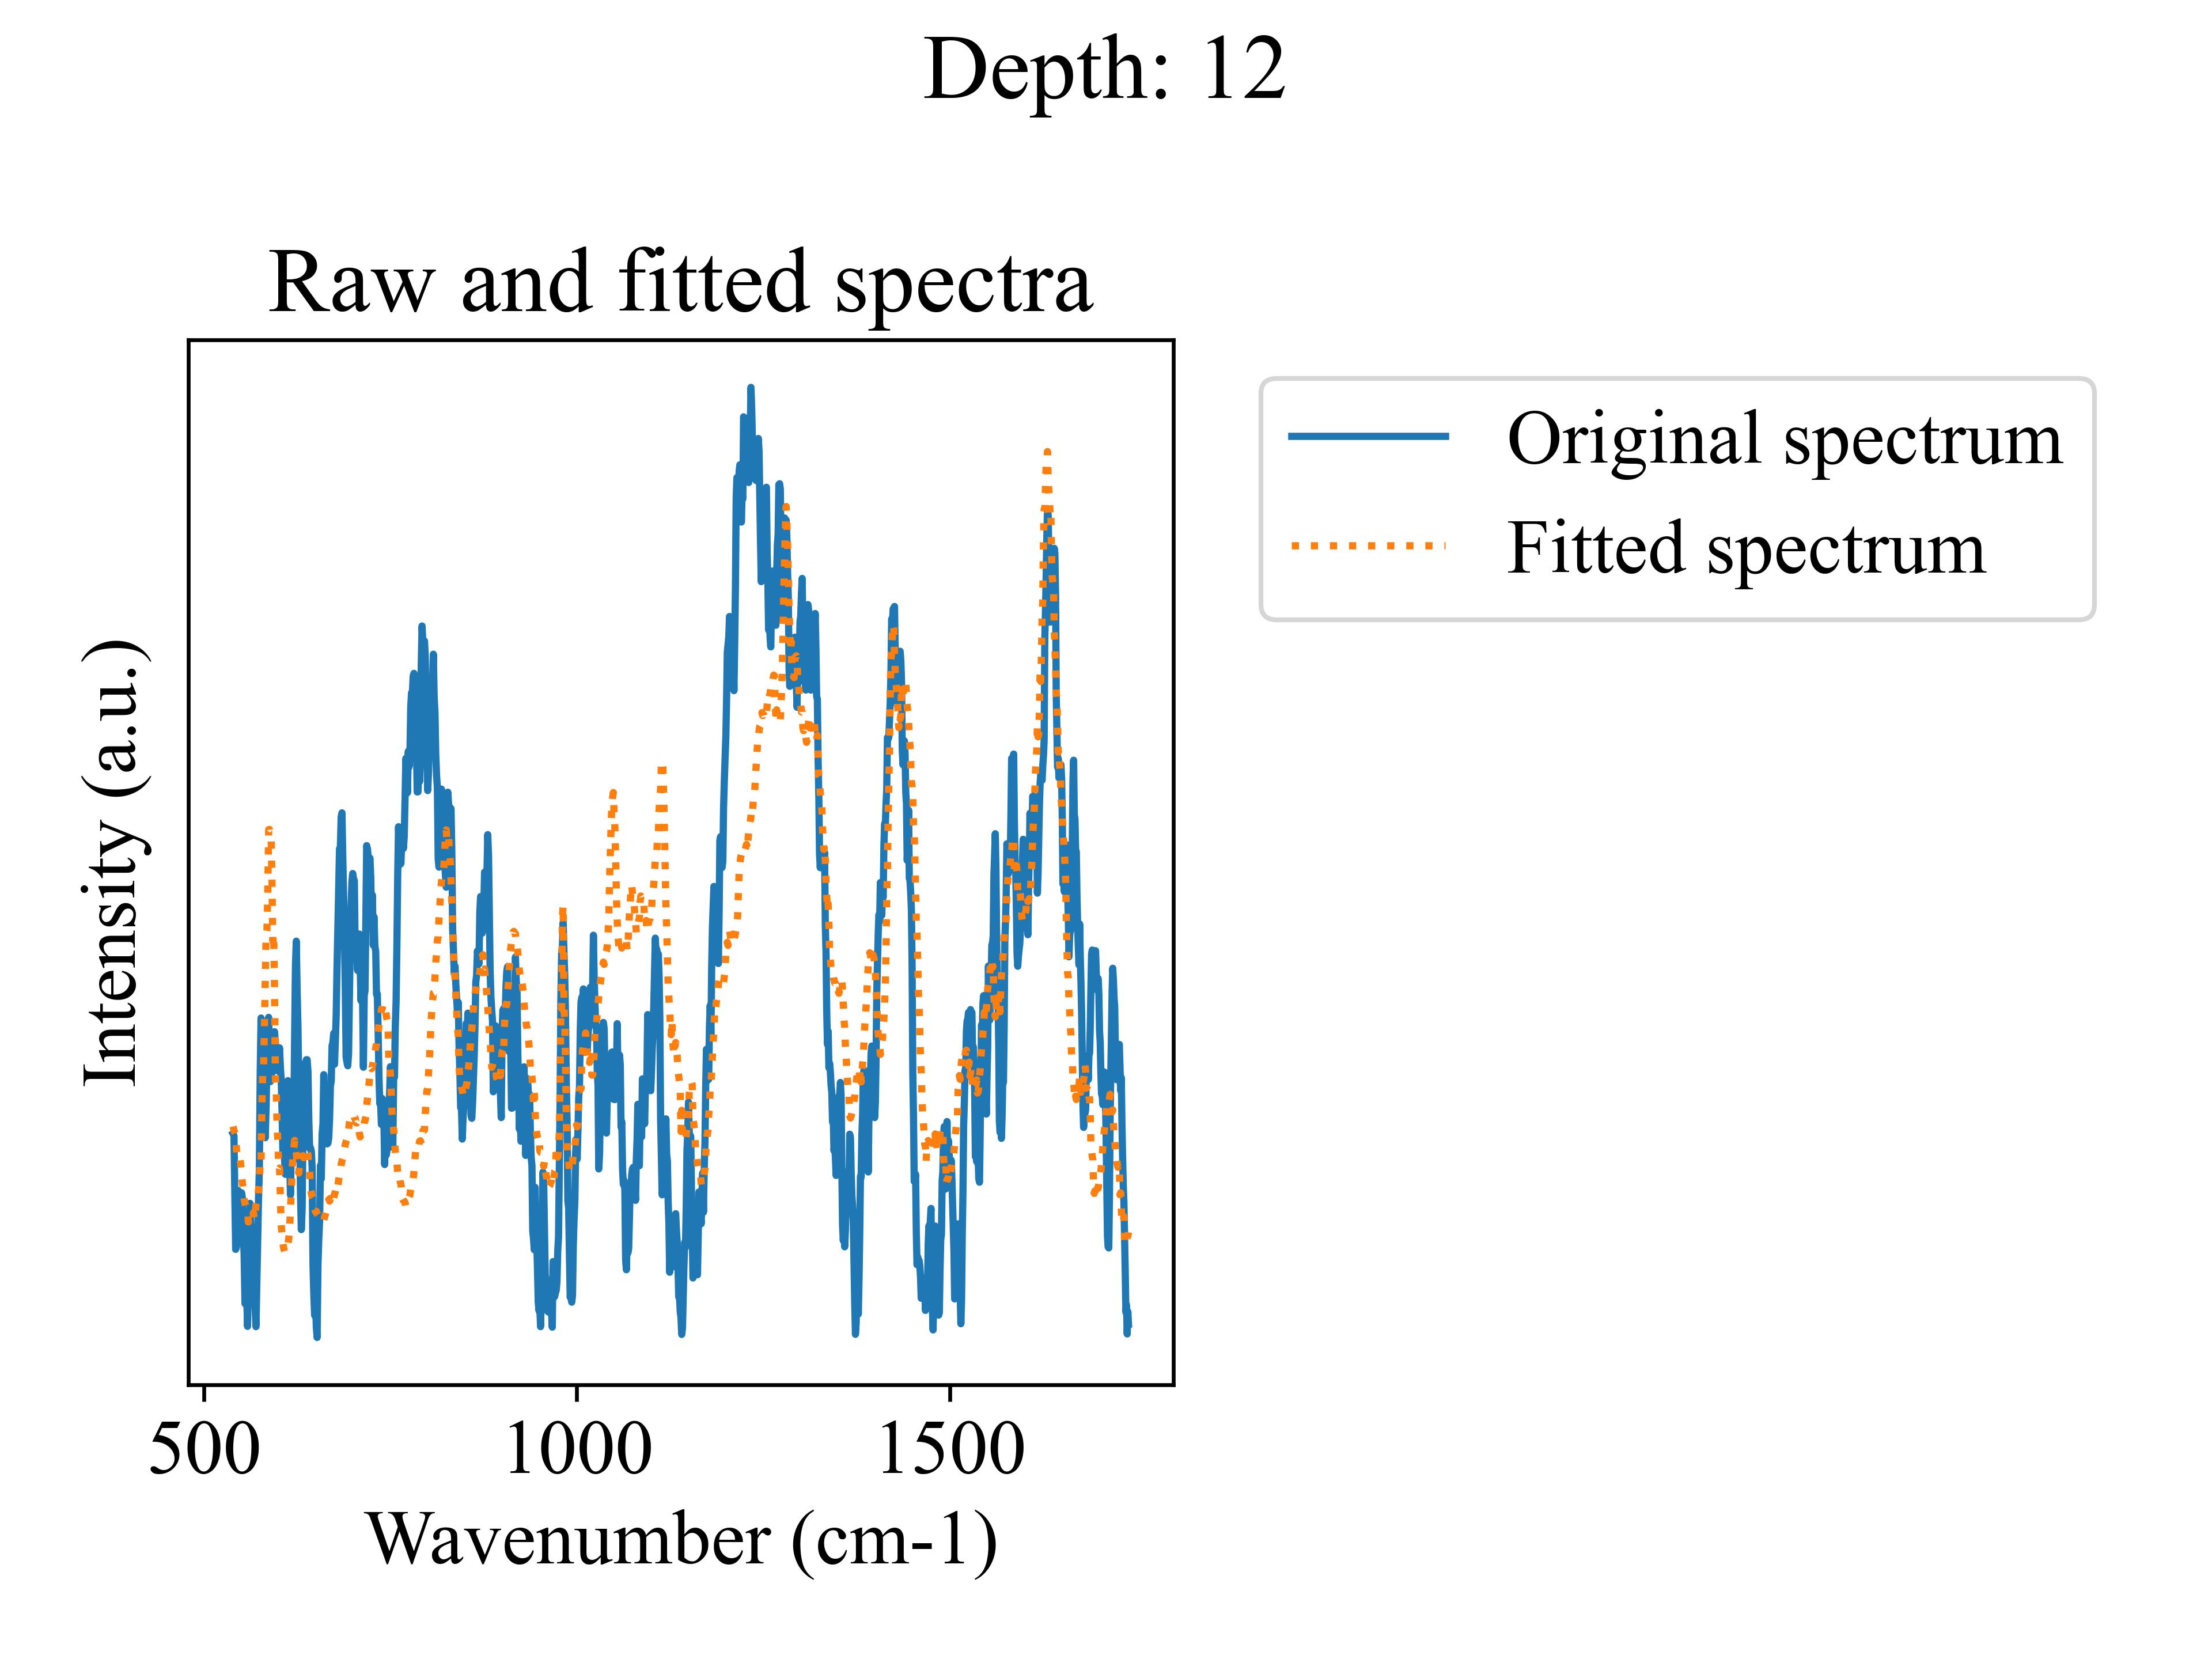 Depth: 12
Raw and fitted spectra
Original spectrum
Fitted spectrum
Intensity (a.u.)
500 1000 1500
Wavenumber (cm-1)